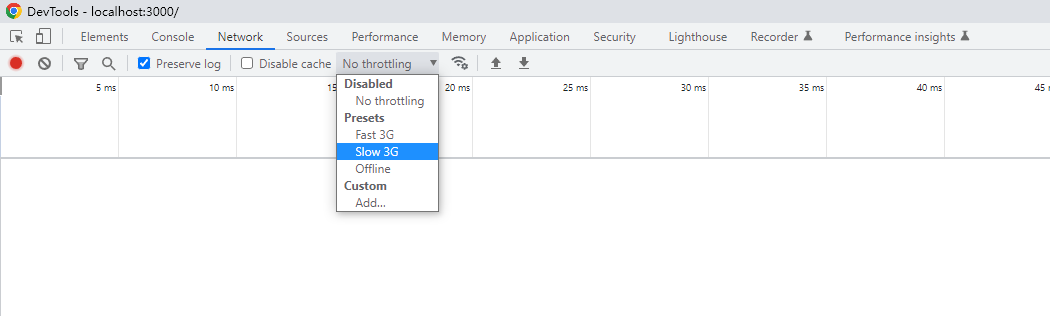 DevTools - localhost:3000/
Elements Console Network Sources Performance Memory Application Security Lighthouse Recorder Performance insights
Preserve log Disable cache No throttling
5 ms 10 ms 15 20 ms 25 ms 30 ms 35 ms 40 ms 45 m
Disabled
No throttling
Presets
Fast 3G
Slow 3G
Offline
Custom
Add...